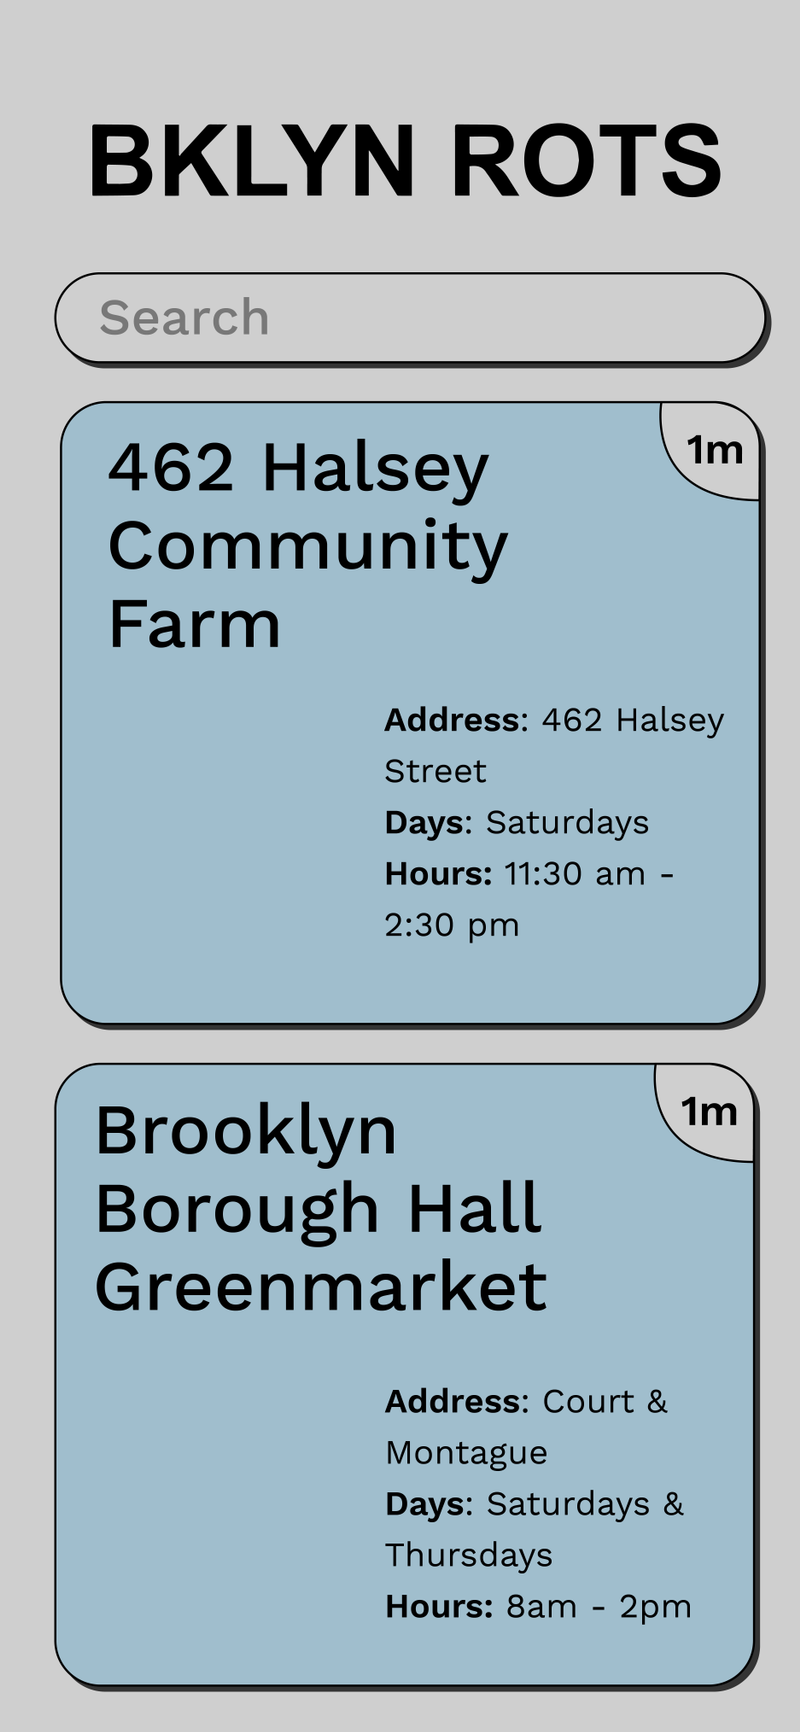 BKLYN ROTS
Search
462 Halsey
Community
Farm
1m
Address: 462 Halsey
Street
Days: Saturdays
Hours: 11:30 am -
2:30 pm
Brooklyn
Borough Hall
Greenmarket
1m
Address: Court &
Montague
Days: Saturdays &
Thursdays
Hours: 8am - 2pm